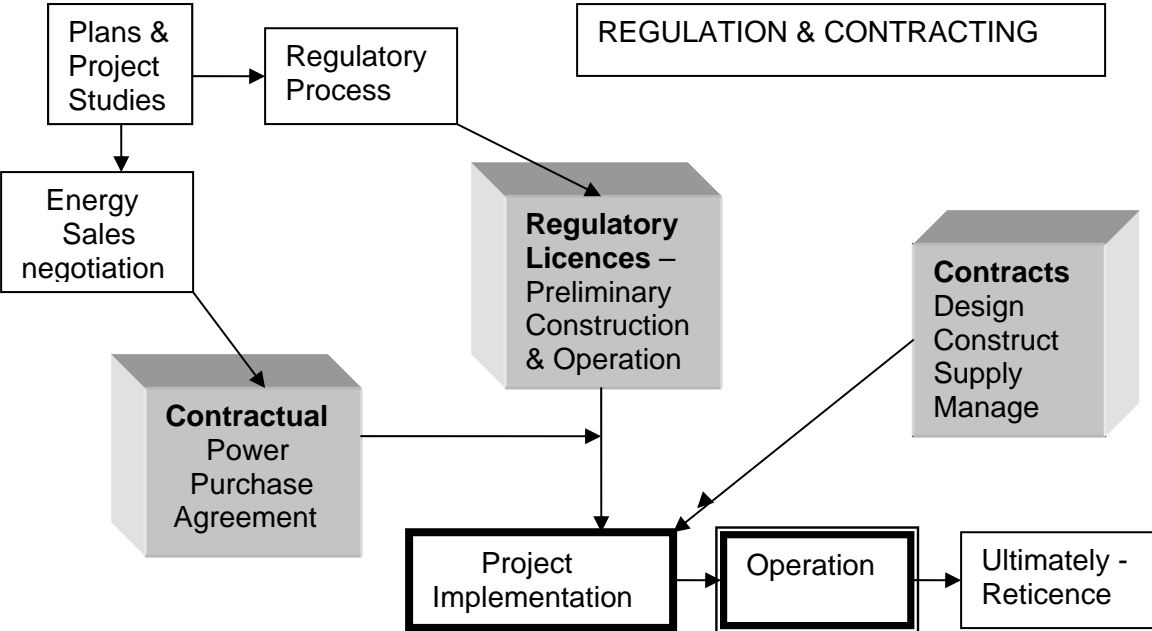 Plans &
Project
Studies
Regulatory
Process
REGULATION & CONTRACTING
Energy
Sales
negotiation
Regulatory
Licences –
Preliminary
Construction
& Operation
Contracts
Design
Construct
Supply
Manage
Contractual
Power
Purchase
Agreement
Project
Implementation
Operation
Ultimately -
Reticence